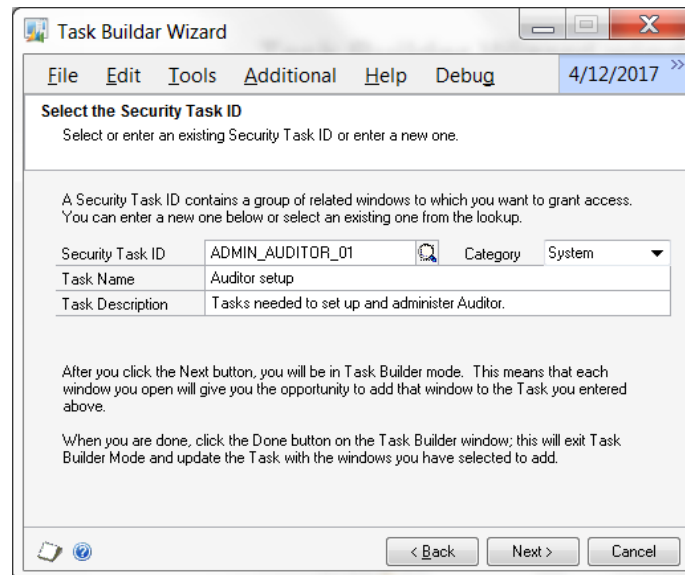 Task Buildar Wizard
File Edit Tools Additional Help Debug 4/12/2017 »
Select the Security Task ID
Select or enter an existing Security Task ID or enter a new one.
A Security Task ID contains a group of related windows to which you want to grant access.
You can enter a new one below or select an existing one from the lookup.
Security Task ID ADMIN_AUDITOR_01 Category System
Task Name Auditor setup
Task Description Tasks needed to set up and administer Auditor.
After you click the Next button, you will be in Task Builder mode. This means that each
window you open will give you the opportunity to add that window to the Task you entered
above.
When you are done, click the Done button on the Task Builder window; this will exit Task
Builder Mode and update the Task with the windows you have selected to add.
< Back Next > Cancel